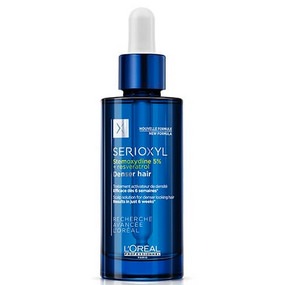 NOUVELLE FORMULE
NEW FORMULA
SERIOXYL
Stemoxydine 5%
+ resveratrol
Denser hair
Traitement activateur de densité
Efficace dès 6 semaines*
Scalp solution for denser looking hair
Results in just 6 weeks*
RECHERCHE
AVANCÉE
L'ORÉAL
L'ORÉAL
PROFESSIONNEL
PARIS